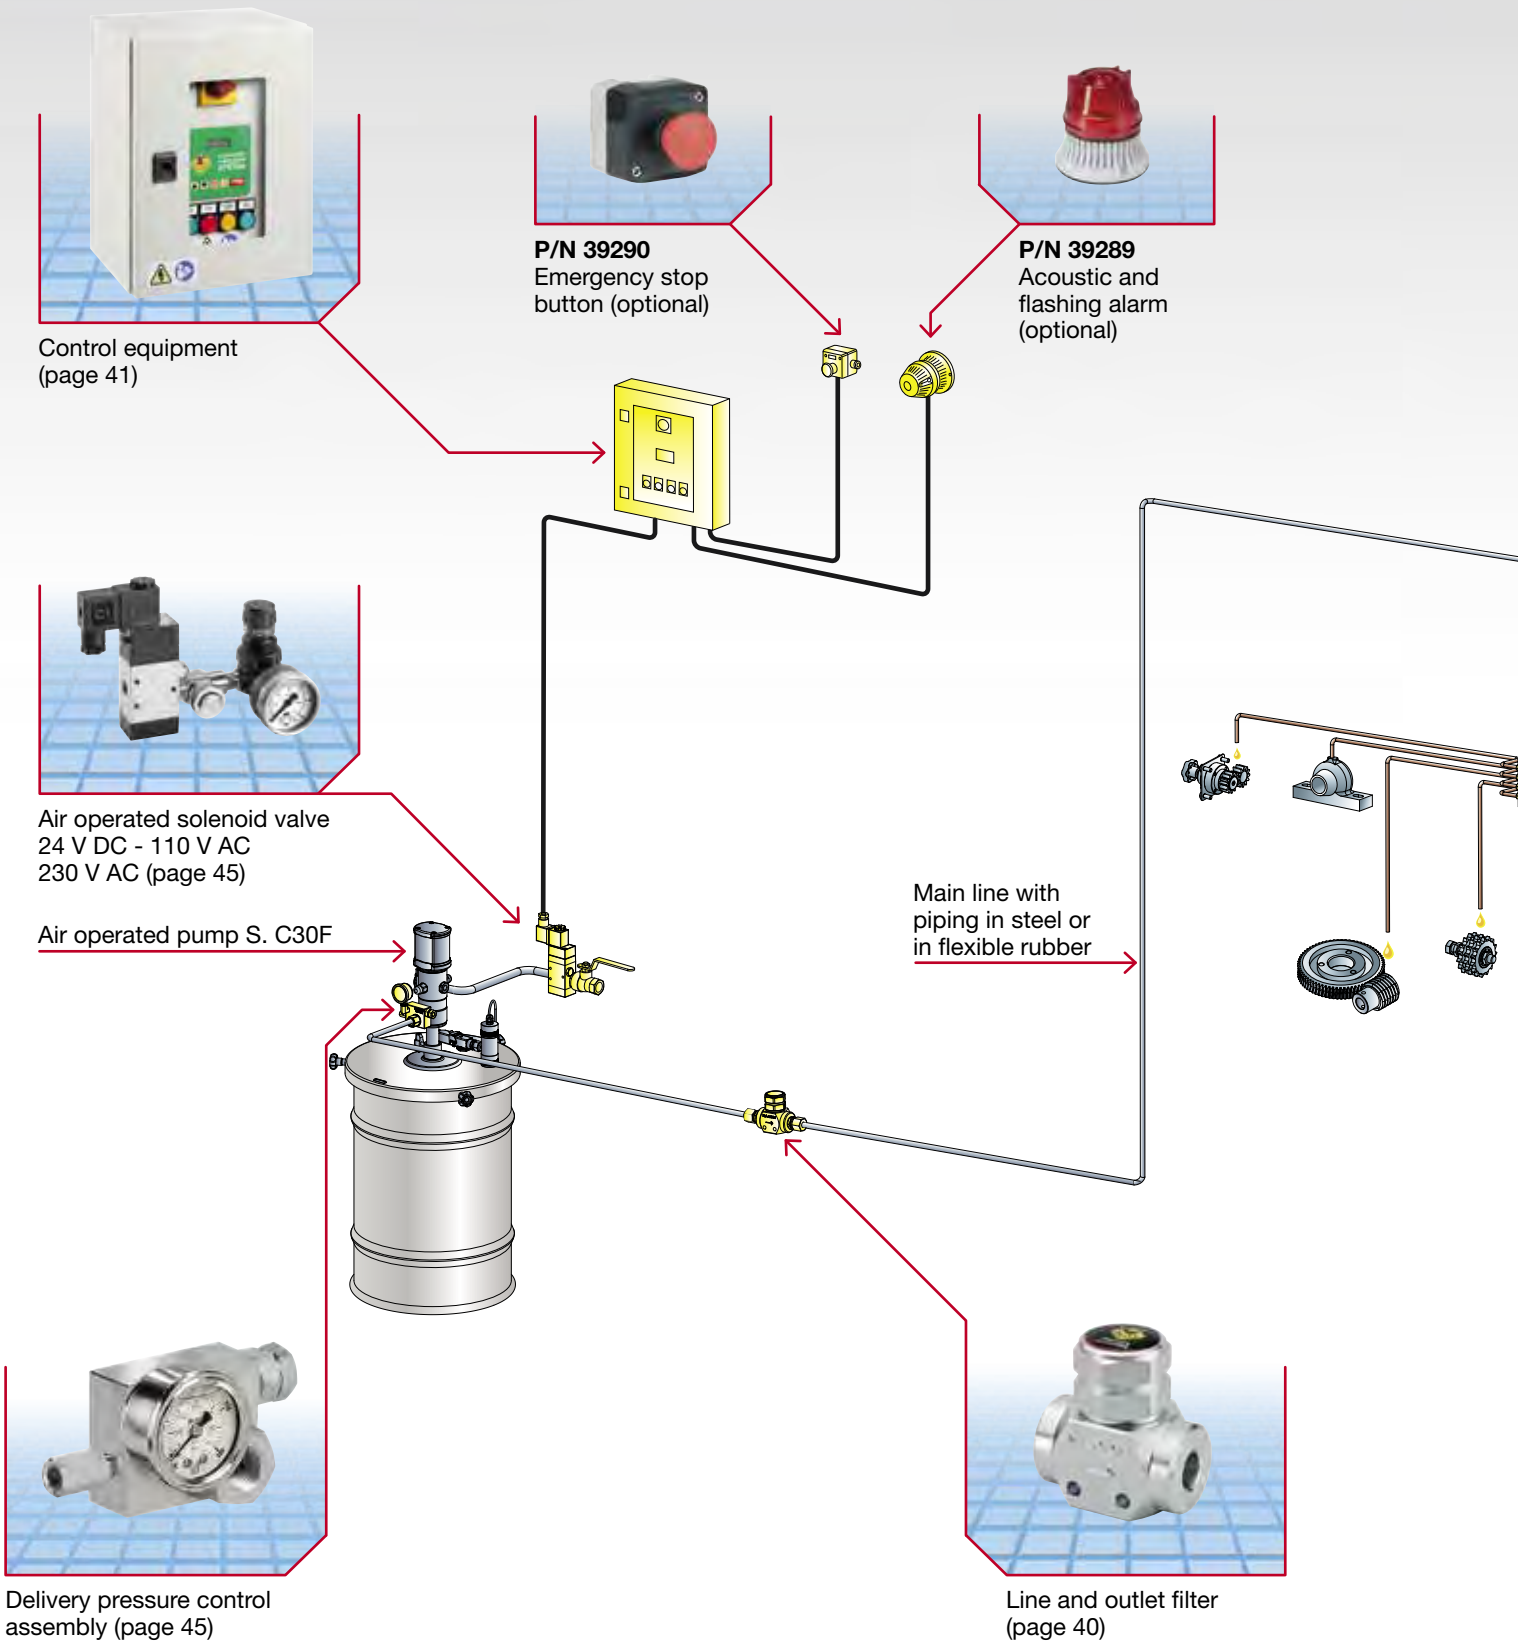 P/N 39290
Emergency stop
button (optional)
P/N 39289
Acoustic and
flashing alarm
(optional)
Control equipment
(page 41)
Air operated solenoid valve
24 V DC - 110 V AC
230 V AC (page 45)
Air operated pump S. C30F
Main line with
piping in steel or
in flexible rubber
Delivery pressure control
assembly (page 45)
Line and outlet filter
(page 40)